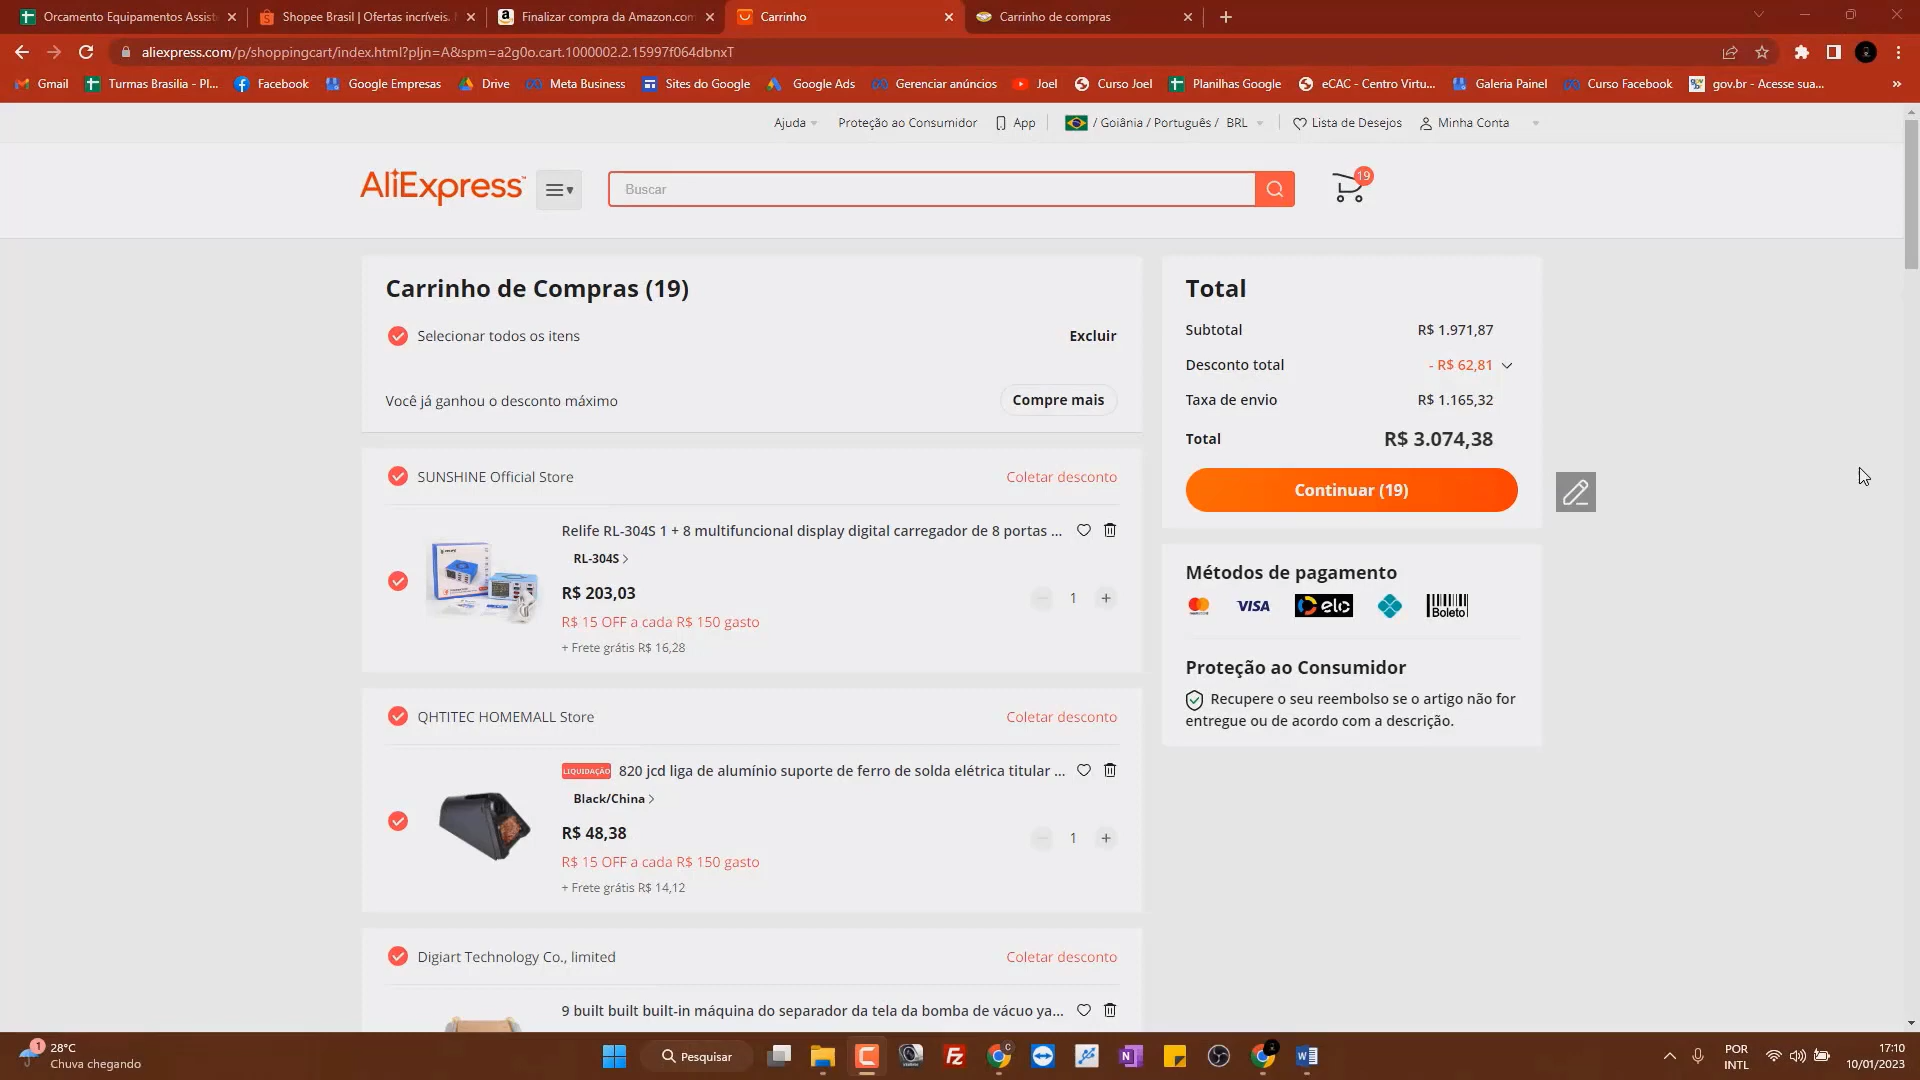 Orcamento Equipamentos Assist
Shopee Brasil | Ofertas incríveis.
Finalizar compra da Amazon.com
Carrinho
Carrinho de compras
aliexpress.com/p/shoppingcart/index.html?pljn=A&spm=a2g0o.cart.1000002.2.15997f064dbnxT
Gmail
Turmas Brasilia - Pl...
Facebook
Google Empresas
Drive
Meta Business
Sites do Google
Google Ads
Gerenciar anúncios
Joel
Curso Joel
Planilhas Google
eCAC - Centro Virtu...
Galeria Painel
Curso Facebook
gov.br - Acesse sua...
»
Ajuda
Proteção ao Consumidor
App
/ Goiânia / Português / BRL
Lista de Desejos
Minha Conta
AliExpress
Buscar
19
Carrinho de Compras (19)
Selecionar todos os itens
Excluir
Você já ganhou o desconto máximo
Compre mais
SUNSHINE Official Store
Coletar desconto
Relife RL-304S 1 + 8 multifuncional display digital carregador de 8 portas ...
RL-304S >
R$ 203,03
1
R$ 15 OFF a cada R$ 150 gasto
+ Frete grátis R$ 16,28
QHTITEC HOMEMALL Store
Coletar desconto
LIQUIDAÇÃO 820 jcd liga de alumínio suporte de ferro de solda elétrica titular ...
Black/China >
R$ 48,38
1
R$ 15 OFF a cada R$ 150 gasto
+ Frete grátis R$ 14,12
Digiart Technology Co., limited
Coletar desconto
9 built built built-in máquina do separador da tela da bomba de vácuo ya...
Total
Subtotal R$ 1.971,87
Desconto total - R$ 62,81
Taxa de envio R$ 1.165,32
Total R$ 3.074,38
Continuar (19)
Métodos de pagamento
VISA
elo
Boleto
Proteção ao Consumidor
Recupere o seu reembolso se o artigo não for
entregue ou de acordo com a descrição.
1
28°C
Chuva chegando
Pesquisar
POR
INTL
17:10
10/01/2023